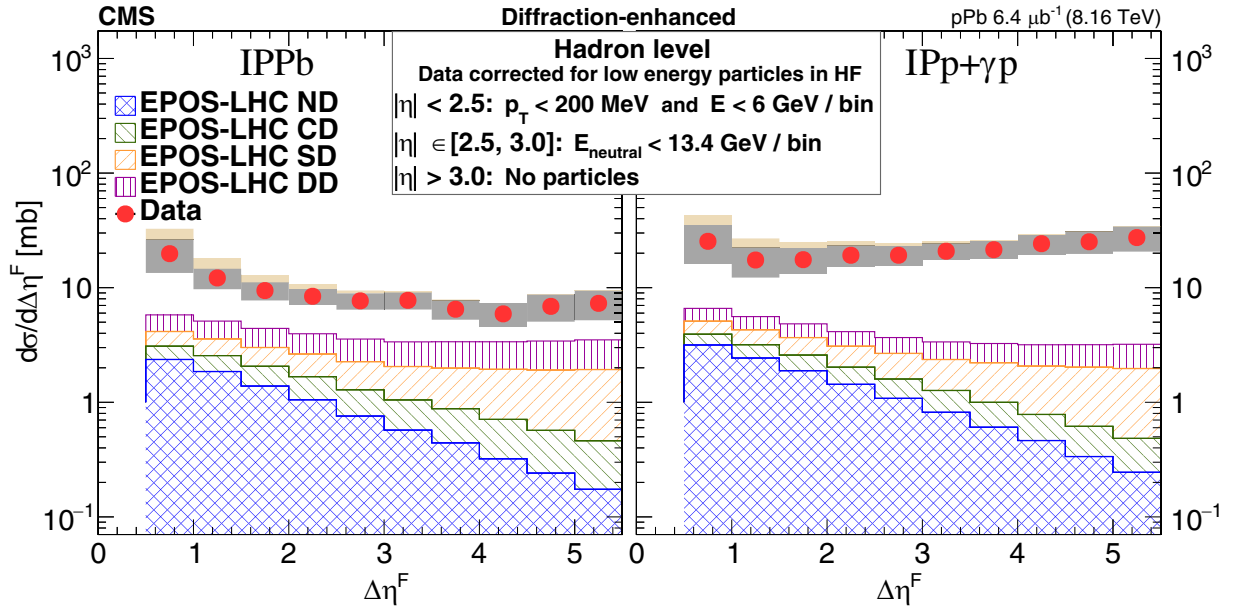 CMS Diffraction-enhanced pPb 6.4 μb⁻¹ (8.16 TeV)
IPPb
IPp+γp
Hadron level
Data corrected for low energy particles in HF
|η| < 2.5: p_T < 200 MeV and E < 6 GeV / bin
|η| ∈ [2.5, 3.0]: E_neutral < 13.4 GeV / bin
|η| > 3.0: No particles
EPOS-LHC ND
EPOS-LHC CD
EPOS-LHC SD
EPOS-LHC DD
Data
dσ/dΔη^F [mb]
10³
10²
10
1
10⁻¹
10³
10²
10
1
10⁻¹
0 1 2 3 4 5
0 1 2 3 4 5
Δη^F
Δη^F